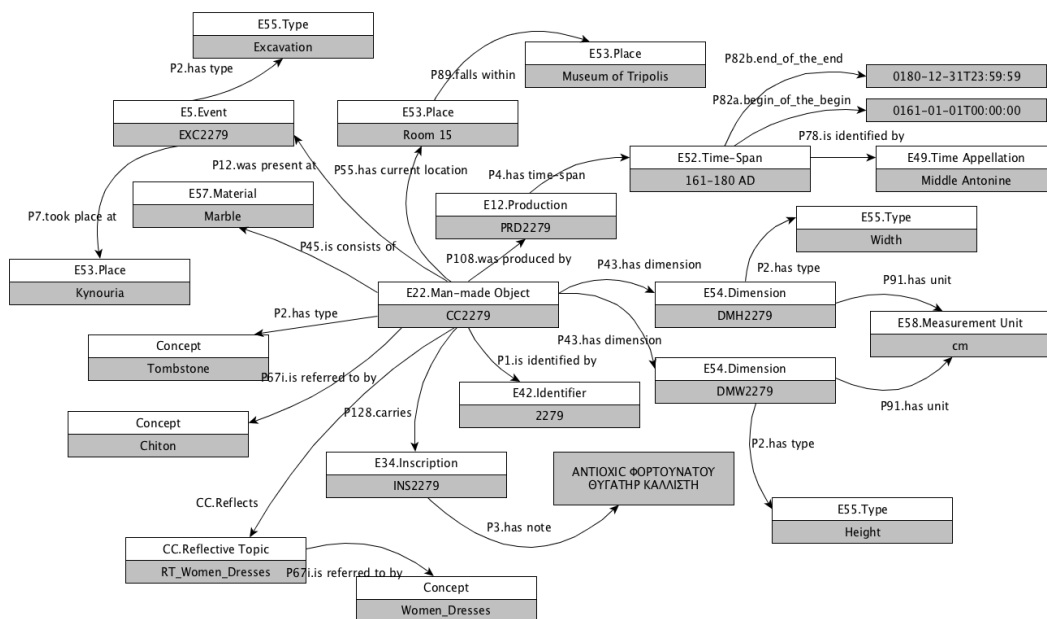 E55.Type
Excavation
P2.has type
E5.Event
EXC2279
P12.was present at
P7.took place at
E53.Place
Kynouria
E57.Material
Marble
P45.is consists of
E53.Place
Museum of Tripolis
P89.falls within
E53.Place
Room 15
P55.has current location
P82b.end_of_the_end
0180-12-31T23:59:59
P82a.begin_of_the_begin
0161-01-01T00:00:00
P78.is identified by
E52.Time-Span
161-180 AD
E49.Time Appellation
Middle Antonine
P4.has time-span
E12.Production
PRD2279
P108.was produced by
E55.Type
Width
P2.has type
P43.has dimension
E54.Dimension
DMH2279
P91.has unit
E58.Measurement Unit
cm
E22.Man-made Object
CC2279
P43.has dimension
E54.Dimension
DMW2279
P91.has unit
P2.has type
E55.Type
Height
P2.has type
Concept
Tombstone
P67i.is referred to by
Concept
Chiton
P1.is identified by
E42.Identifier
2279
P128.carries
E34.Inscription
INS2279
P3.has note
ΑΝΤΙΟΧΙC ΦΟΡΤΟΥΝΑΤΟΥ
ΘΥΓΑΤΗΡ ΚΑΛΛΙΣΤΗ
CC.Reflects
CC.Reflective Topic
RT_Women_Dresses
P67i.is referred to by
Concept
Women_Dresses